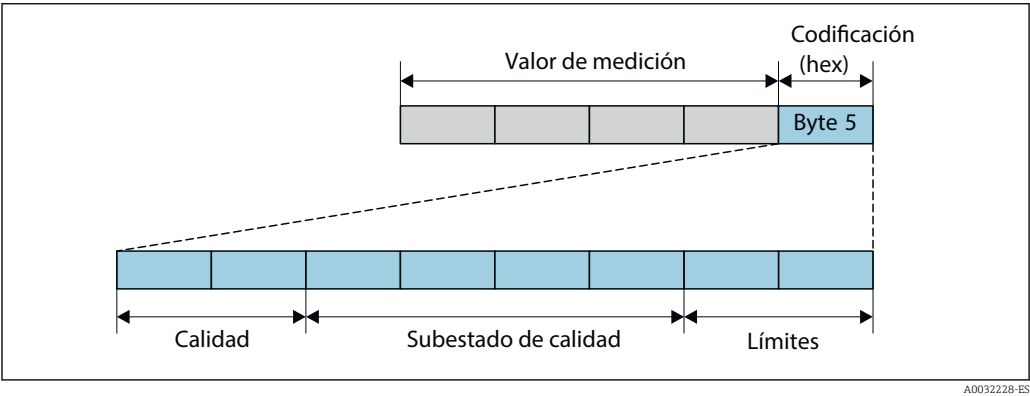 Valor de medición
Codificación
(hex)
Byte 5
Calidad
Subestado de calidad
Límites
A0032228-ES